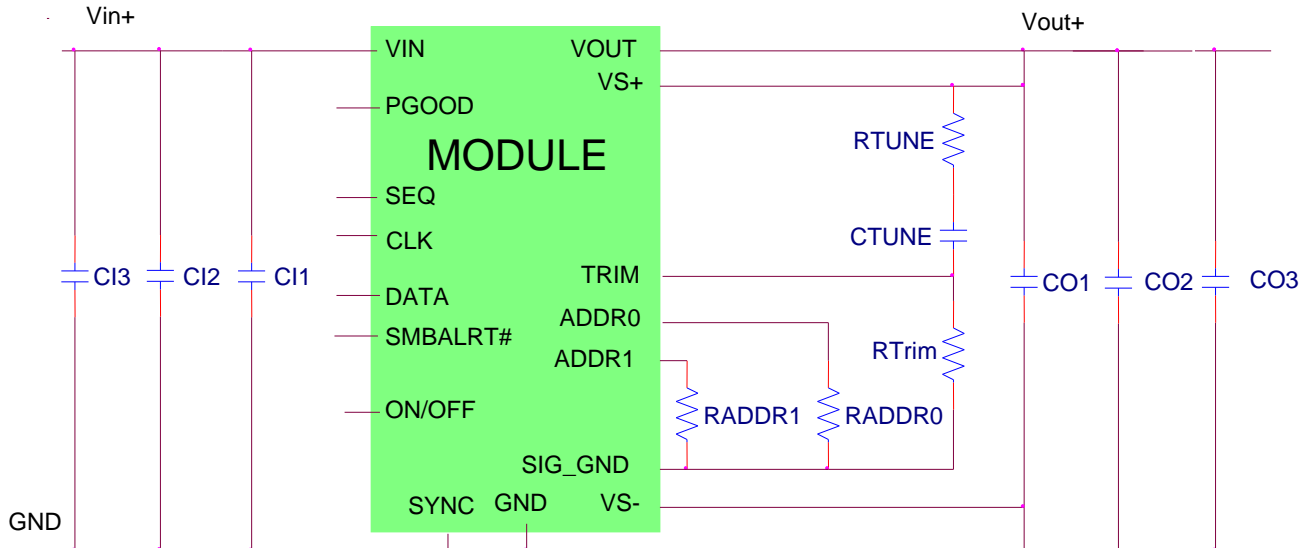 Vin+
Vout+
VIN
VOUT
VS+
PGOOD
RTUNE
MODULE
SEQ
CLK
CTUNE
TRIM
CI3
CI2
CI1
CO1
CO2
CO3
DATA
ADDR0
SMBALRT#
ADDR1
RTrim
ON/OFF
RADDR1
RADDR0
SIG_GND
SYNC
GND
VS-
GND